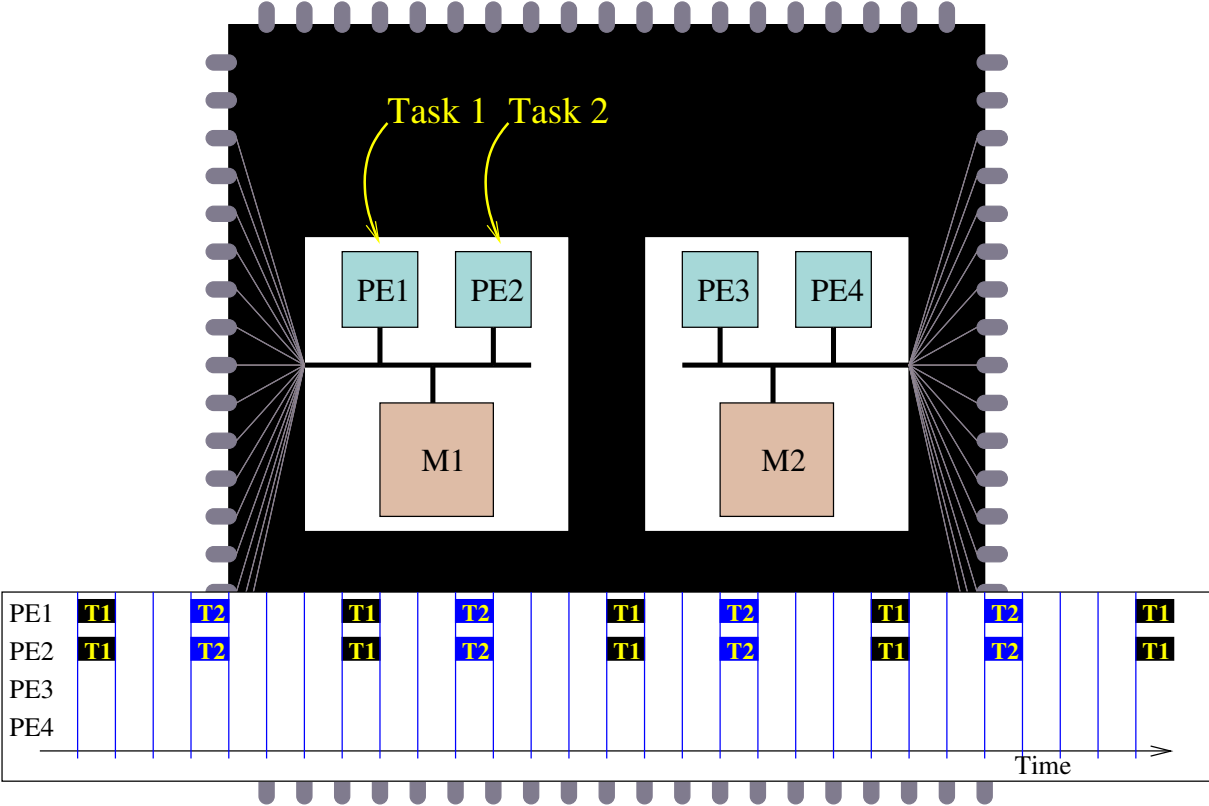 Task 1 Task 2
PE1 PE2 PE3 PE4
M1 M2
PE1 T1 T2 T1 T2 T1 T2 T1 T2 T1
PE2 T1 T2 T1 T2 T1 T2 T1 T2 T1
PE3
PE4
Time